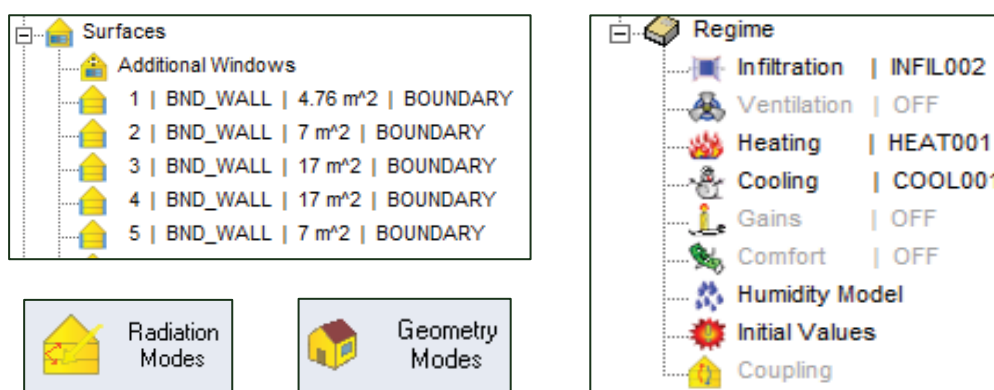 Surfaces
Additional Windows
1 | BND_WALL | 4.76 m^2 | BOUNDARY
2 | BND_WALL | 7 m^2 | BOUNDARY
3 | BND_WALL | 17 m^2 | BOUNDARY
4 | BND_WALL | 17 m^2 | BOUNDARY
5 | BND_WALL | 7 m^2 | BOUNDARY
Radiation
Modes
Geometry
Modes
Regime
Infiltration | INFIL002
Ventilation | OFF
Heating | HEAT001
Cooling | COOL001
Gains | OFF
Comfort | OFF
Humidity Model
Initial Values
Coupling